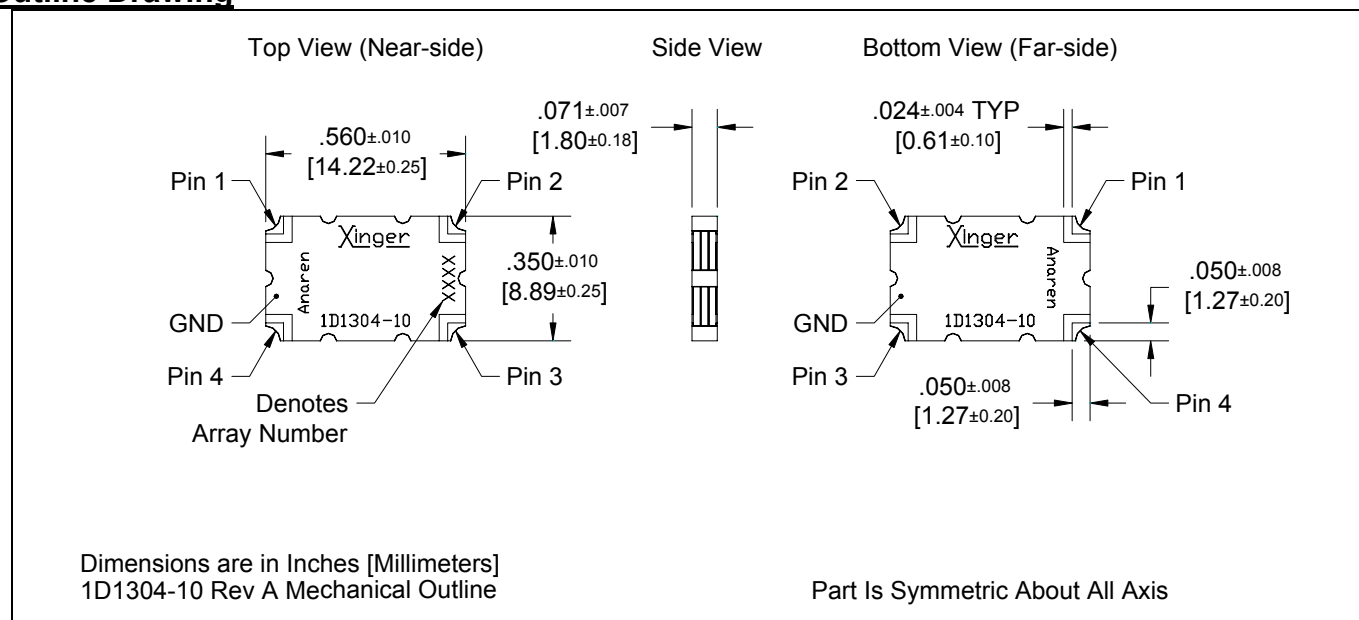 Outline Drawing
Top View (Near-side)
Side View
Bottom View (Far-side)
.560±.010
[14.22±0.25]
.071±.007
[1.80±0.18]
.024±.004 TYP
[0.61±0.10]
Pin 1
Pin 2
Pin 2
Pin 1
Xinger
Anaren
XXXX
.350±.010
[8.89±0.25]
GND
1D1304-10
Pin 4
Pin 3
Denotes
Array Number
Xinger
Anaren
.050±.008
[1.27±0.20]
GND
1D1304-10
Pin 3
.050±.008
[1.27±0.20]
Pin 4
Dimensions are in Inches [Millimeters]
1D1304-10 Rev A Mechanical Outline
Part Is Symmetric About All Axis